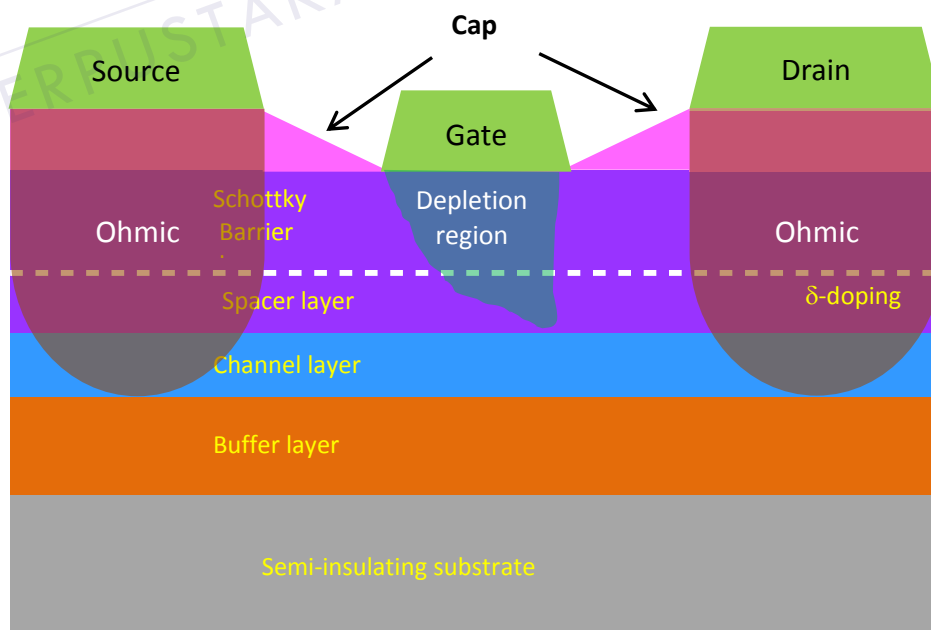 Cap
Source
Drain
Gate
Schottky
Barrier
Depletion
region
Ohmic
Ohmic
Spacer layer
δ-doping
Channel layer
Buffer layer
Semi-insulating substrate